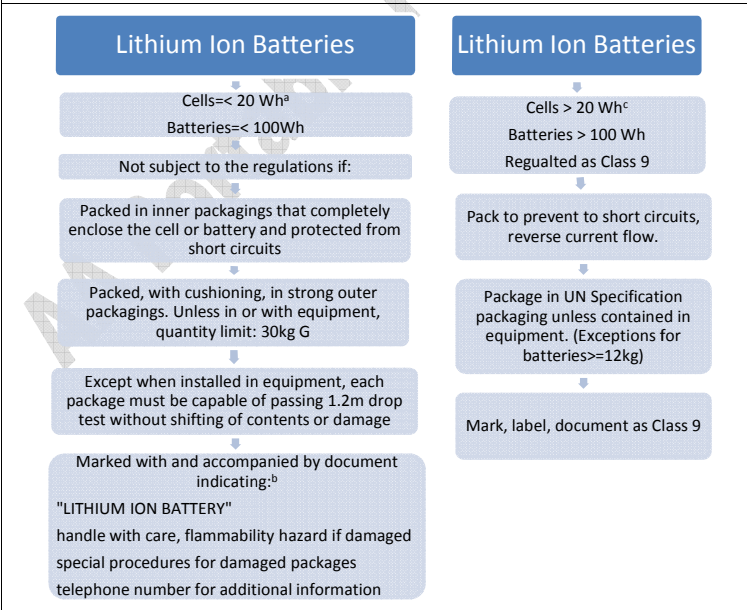 Lithium Ion Batteries
Cells=< 20 Whᵃ
Batteries=< 100Wh
Not subject to the regulations if:
Packed in inner packagings that completely
enclose the cell or battery and protected from
short circuits
Packed, with cushioning, in strong outer
packagings. Unless in or with equipment,
quantity limit: 30kg G
Except when installed in equipment, each
package must be capable of passing 1.2m drop
test without shifting of contents or damage
Marked with and accompanied by document
indicating:ᵇ
"LITHIUM ION BATTERY"
handle with care, flammability hazard if damaged
special procedures for damaged packages
telephone number for additional information
Lithium Ion Batteries
Cells > 20 Whᶜ
Batteries > 100 Wh
Regualted as Class 9
Pack to prevent to short circuits,
reverse current flow.
Package in UN Specification
packaging unless contained in
equipment. (Exceptions for
batteries>=12kg)
Mark, label, document as Class 9